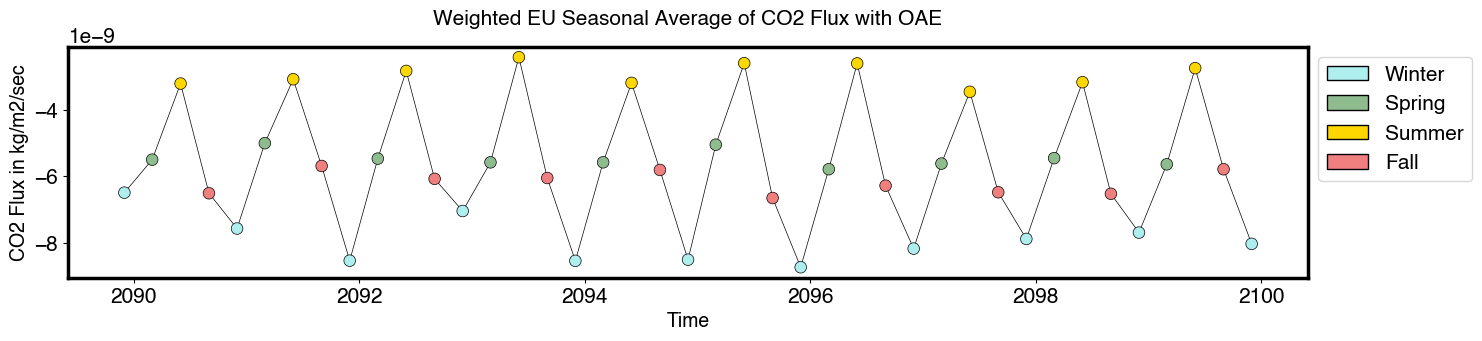 Weighted EU Seasonal Average of CO2 Flux with OAE
1e−9
CO2 Flux in kg/m2/sec
−4
−6
−8
2090 2092 2094 2096 2098 2100
Time
Winter
Spring
Summer
Fall